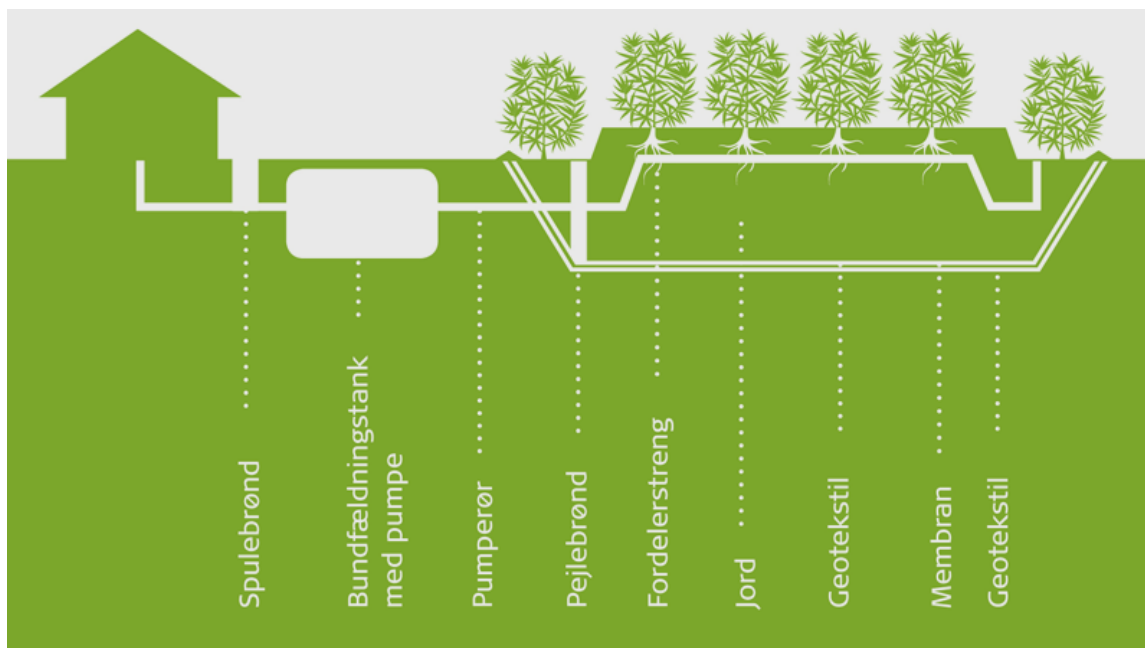 Spulebrønd
Bundfældningstank
med pumpe
Pumperør
Pejlebrønd
Fordelerstreng
Jord
Geotekstil
Membran
Geotekstil